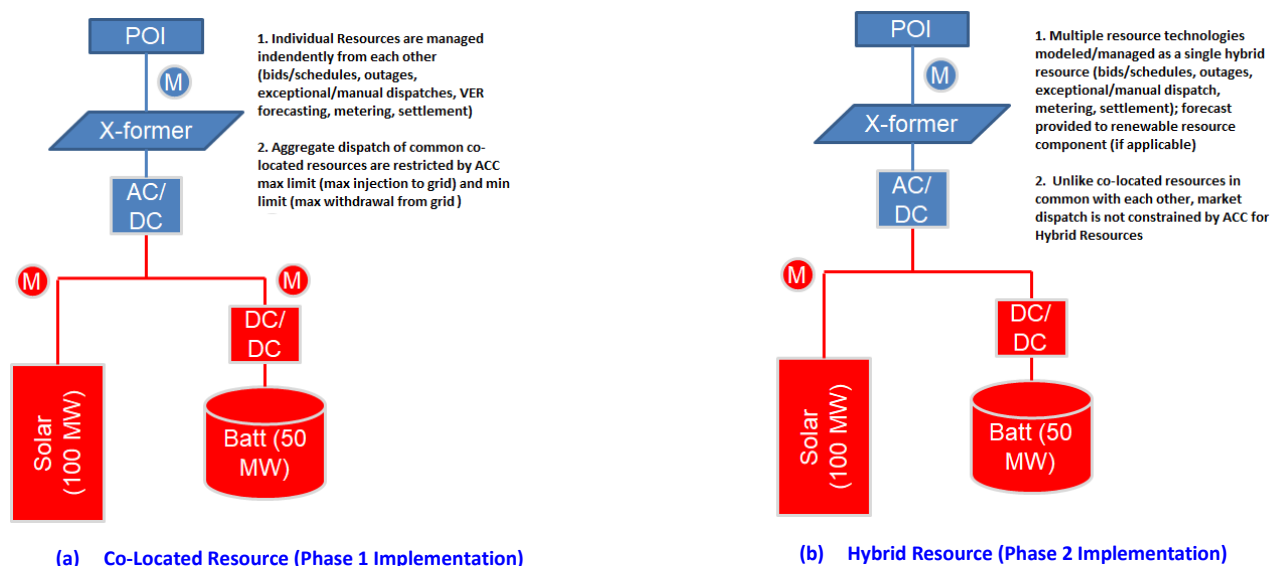 POI
M
X-former
AC/
DC
M
M
DC/
DC
Solar
(100 MW)
Batt (50
MW)
1. Individual Resources are managed
indendently from each other
(bids/schedules, outages,
exceptional/manual dispatches, VER
forecasting, metering, settlement)
2. Aggregate dispatch of common co-
located resources are restricted by ACC
max limit (max injection to grid) and min
limit (max withdrawal from grid )
(a) Co-Located Resource (Phase 1 Implementation)
POI
M
X-former
AC/
DC
M
DC/
DC
Solar
(100 MW)
Batt (50
MW)
1. Multiple resource technologies
modeled/managed as a single hybrid
resource (bids/schedules, outages,
exceptional/manual dispatch,
metering, settlement); forecast
provided to renewable resource
component (if applicable)
2. Unlike co-located resources in
common with each other, market
dispatch is not constrained by ACC for
Hybrid Resources
(b) Hybrid Resource (Phase 2 Implementation)